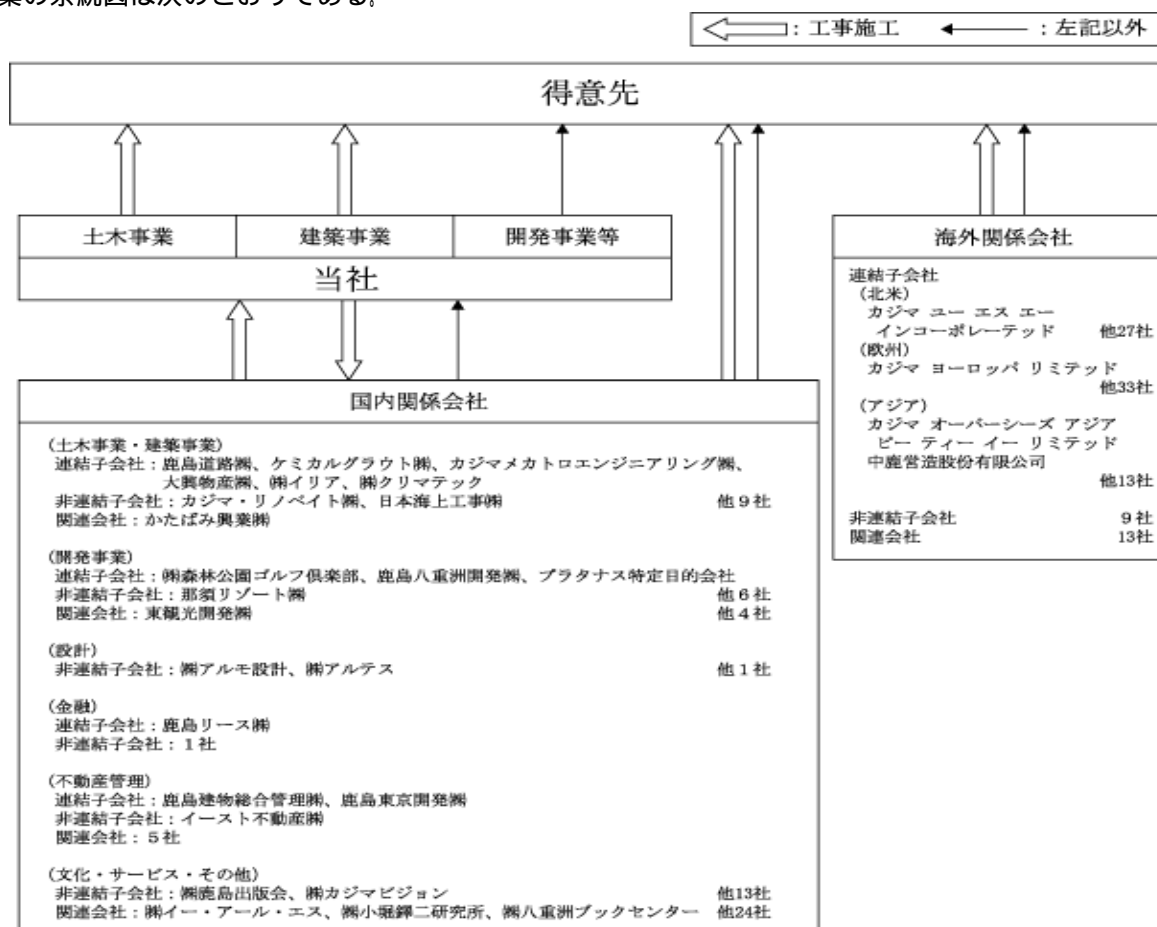 業の系統図は次のとおりである。
：工事施工　：左記以外
得意先
土木事業　建築事業　開発事業等
当社
国内関係会社
(土木事業・建築事業)
連結子会社：鹿島道路㈱、ケミカルグラウト㈱、カジマメカトロエンジニアリング㈱、
大興物産㈱、㈱イリア、㈱クリマテック
非連結子会社：カジマ・リノベイト㈱、日本海上工事㈱　他９社
関連会社：かたばみ興業㈱
(開発事業)
連結子会社：㈱森林公園ゴルフ倶楽部、鹿島八重洲開発㈱、プラタナス特定目的会社
非連結子会社：那須リゾート㈱　他６社
関連会社：東観光開発㈱　他４社
(設計)
非連結子会社：㈱アルモ設計、㈱アルテス　他１社
(金融)
連結子会社：鹿島リース㈱
非連結子会社：１社
(不動産管理)
連結子会社：鹿島建物総合管理㈱、鹿島東京開発㈱
非連結子会社：イースト不動産㈱
関連会社：５社
(文化・サービス・その他)
非連結子会社：㈱鹿島出版会、㈱カジマビジョン　他13社
関連会社：㈱イー・アール・エス、㈱小堀鐸二研究所、㈱八重洲ブックセンター　他24社
海外関係会社
連結子会社
(北米)
カジマ ユー エス エー
インコーポレーテッド　他27社
(欧州)
カジマ ヨーロッパ リミテッド
他33社
(アジア)
カジマ オーバーシーズ アジア
ピー ティー イー リミテッド
中鹿営造股份有限公司
他13社
非連結子会社　９社
関連会社　13社